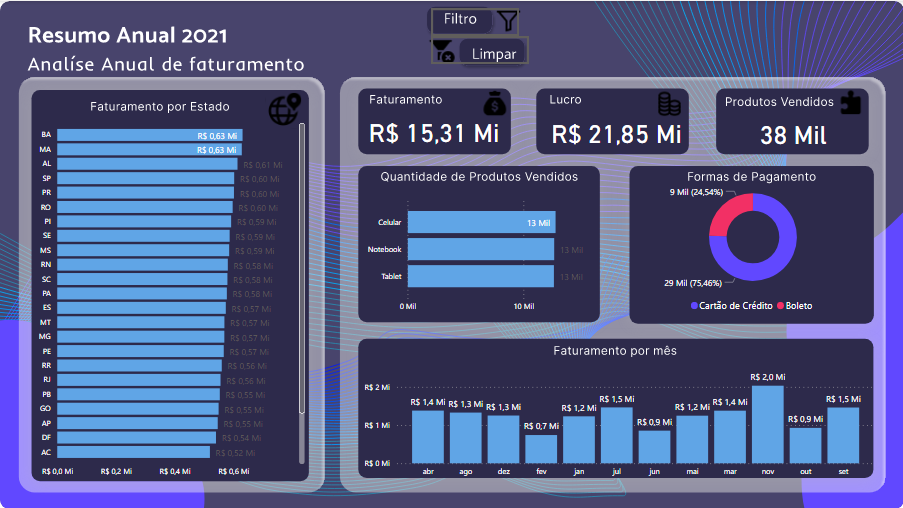 Resumo Anual 2021
Analíse Anual de faturamento
Filtro
Limpar
Faturamento por Estado
BA R$ 0,63 Mi
MA R$ 0,63 Mi
AL R$ 0,61 Mi
SP R$ 0,60 Mi
PR R$ 0,60 Mi
RO R$ 0,60 Mi
PI R$ 0,59 Mi
SE R$ 0,59 Mi
MS R$ 0,59 Mi
RN R$ 0,58 Mi
SC R$ 0,58 Mi
PA R$ 0,58 Mi
ES R$ 0,57 Mi
MT R$ 0,57 Mi
MG R$ 0,57 Mi
PE R$ 0,57 Mi
RR R$ 0,56 Mi
RJ R$ 0,56 Mi
PB R$ 0,55 Mi
GO R$ 0,55 Mi
AP R$ 0,55 Mi
DF R$ 0,54 Mi
AC R$ 0,52 Mi
R$ 0,0 Mi R$ 0,2 Mi R$ 0,4 Mi R$ 0,6 Mi
Faturamento
R$ 15,31 Mi
Lucro
R$ 21,85 Mi
Produtos Vendidos
38 Mil
Quantidade de Produtos Vendidos
Celular 13 Mil
Notebook 13 Mil
Tablet 13 Mil
0 Mil 10 Mil
Formas de Pagamento
9 Mil (24,54%)
29 Mil (75,46%)
Cartão de Crédito Boleto
Faturamento por mês
R$ 2 Mi
R$ 1 Mi
R$ 0 Mi
R$ 1,4 Mi R$ 1,3 Mi R$ 1,3 Mi R$ 0,7 Mi R$ 1,2 Mi R$ 1,5 Mi R$ 0,9 Mi R$ 1,2 Mi R$ 1,4 Mi R$ 2,0 Mi R$ 0,9 Mi R$ 1,5 Mi
abr ago dez fev jan jul jun mai mar nov out set